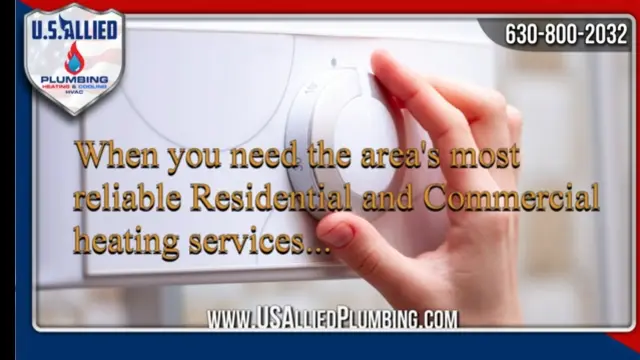 U.S.ALLIED
PLUMBING
HEATING & COOLING
HVAC
630-800-2032
When you need the area's most
reliable Residential and Commercial
heating services...
WWW.USALLIEDPLUMBING.COM